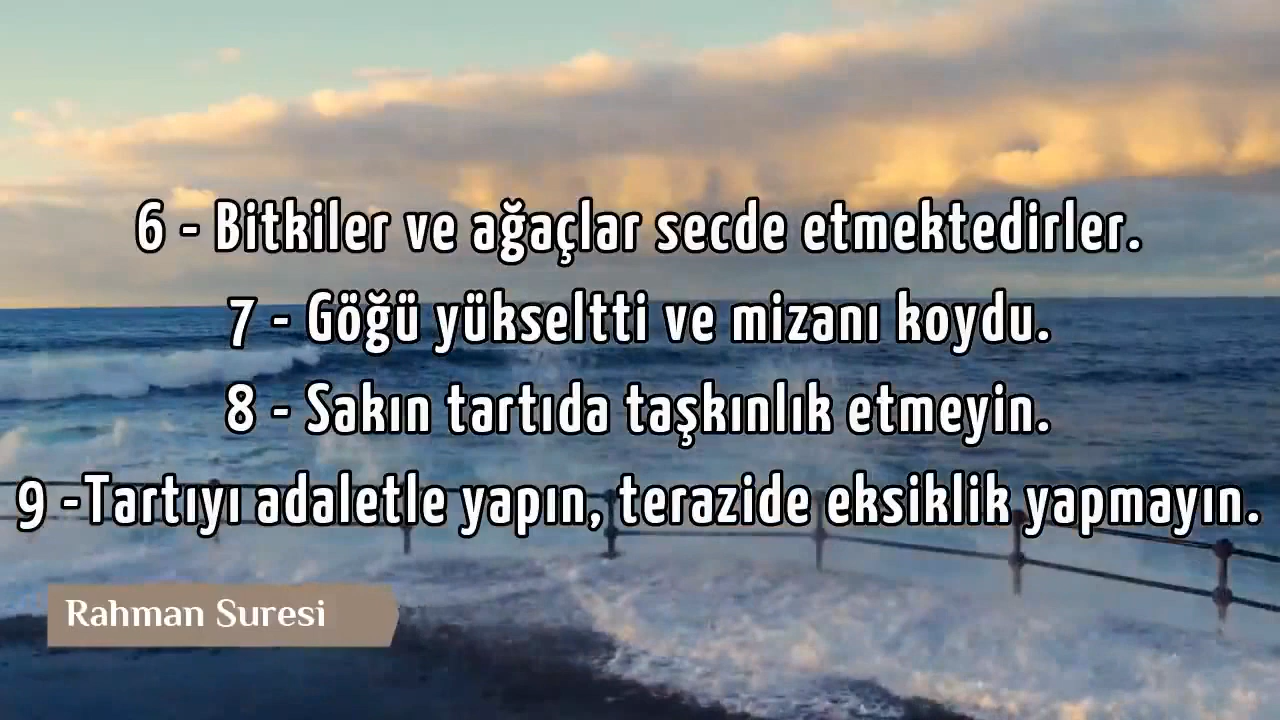 6 - Bitkiler ve ağaçlar secde etmektedirler.
7 - Göğü yükseltti ve mizanı koydu.
8 - Sakın tartıda taşkınlık etmeyin.
9 -Tartıyı adaletle yapın, terazide eksiklik yapmayın.
Rahman Suresi